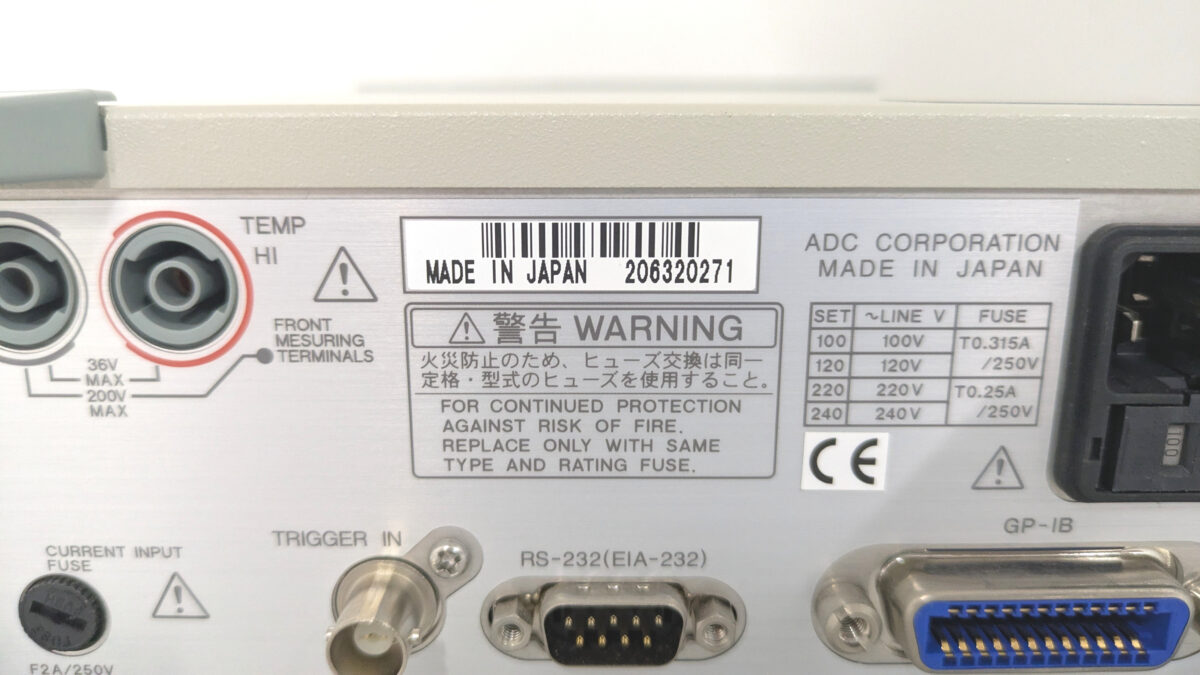 TEMP
HI
FRONT
MESURING
TERMINALS
36V
MAX
200V
MAX
MADE IN JAPAN 206320271
警告 WARNING
火災防止のため、ヒューズ交換は同一
定格・型式のヒューズを使用すること。
FOR CONTINUED PROTECTION
AGAINST RISK OF FIRE.
REPLACE ONLY WITH SAME
TYPE AND RATING FUSE.
ADC CORPORATION
MADE IN JAPAN
SET ~LINE V FUSE
100 100V T0.315A
120 120V /250V
220 220V T0.25A
240 240V /250V
CE
100
GP-IB
CURRENT INPUT
FUSE
F2A/250V
TRIGGER IN
RS-232(EIA-232)